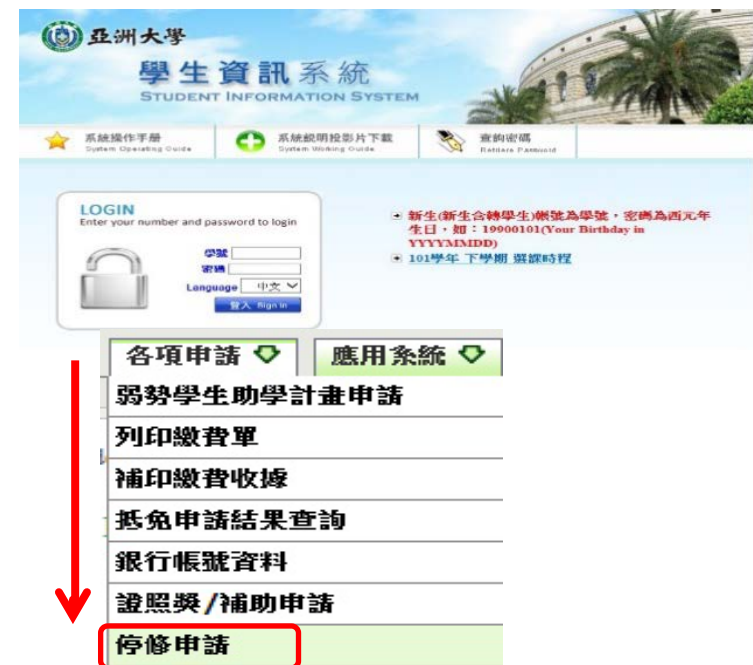 亞洲大學
學生資訊系統
STUDENT INFORMATION SYSTEM
系統操作手册
System Operating Guide
系統說明投影片下載
System Working Guide
查詢密碼
Retrieve Password
LOGIN
Enter your number and password to login
學號
密碼
Language 中文
登入 Sign in
新生(新生含轉學生)帳號為學號，密碼為西元年
生日，如：19900101(Your Birthday in
YYYYMMDD)
101學年 下學期 選課時程
各項申請 應用系統
弱勢學生助學計畫申請
列印繳費單
補印繳費收據
抵免申請結果查詢
銀行帳號資料
證照獎/補助申請
停修申請